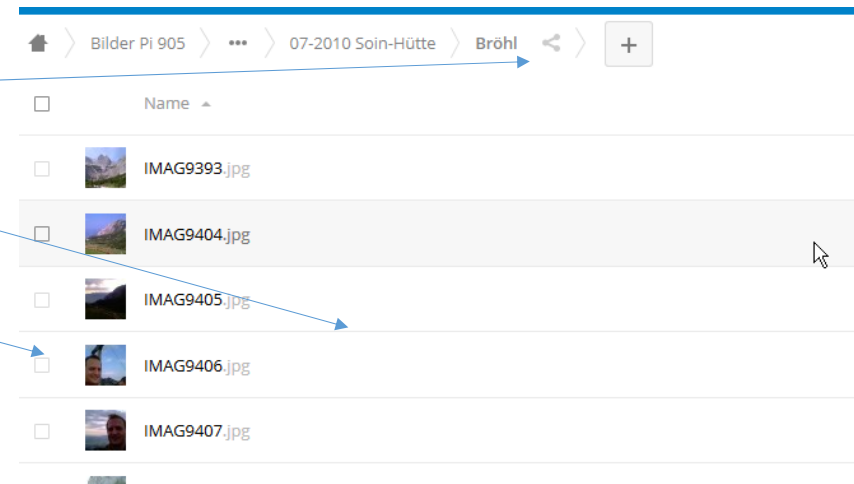 Bilder Pi 905 ••• 07-2010 Soin-Hütte Bröhl +
Name
IMAG9393.jpg
IMAG9404.jpg
IMAG9405.jpg
IMAG9406.jpg
IMAG9407.jpg